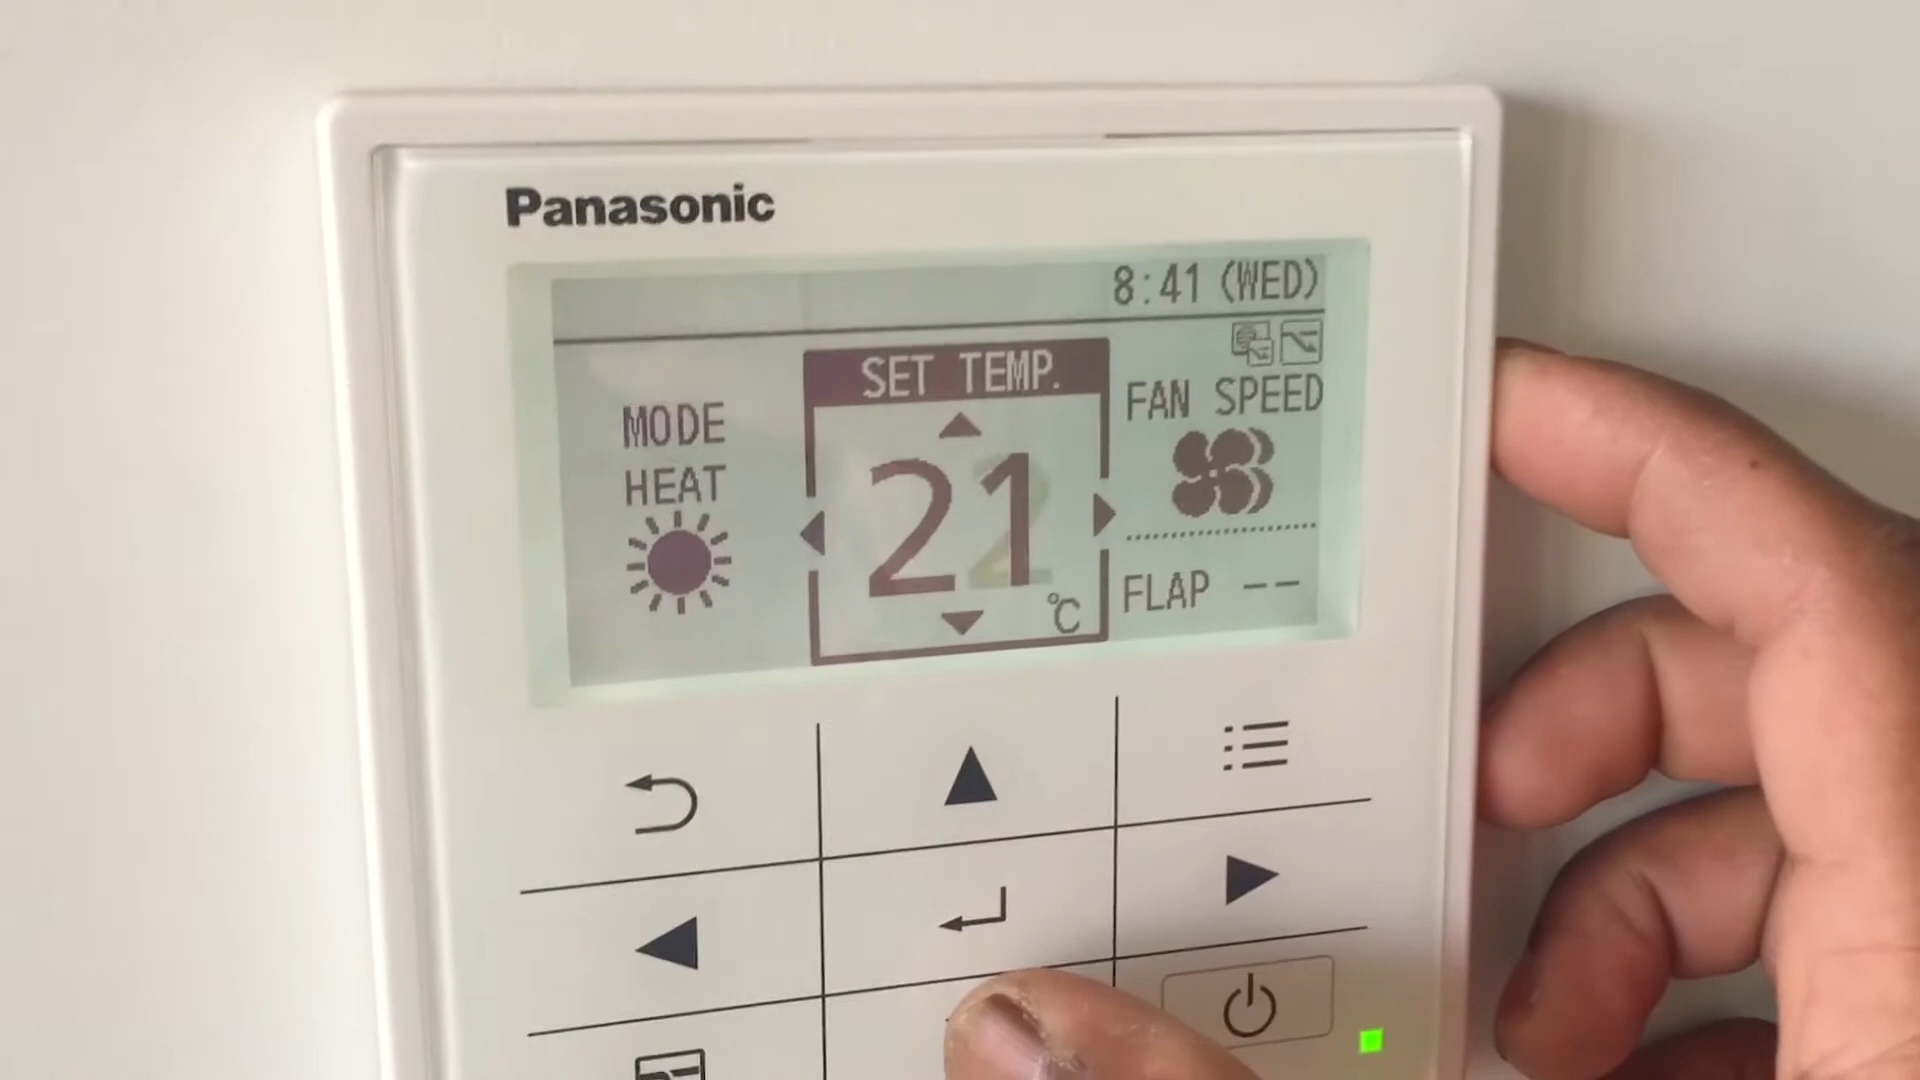 Panasonic
8:41 (WED)
SET TEMP.
MODE
HEAT
21
°C
FAN SPEED
FLAP --